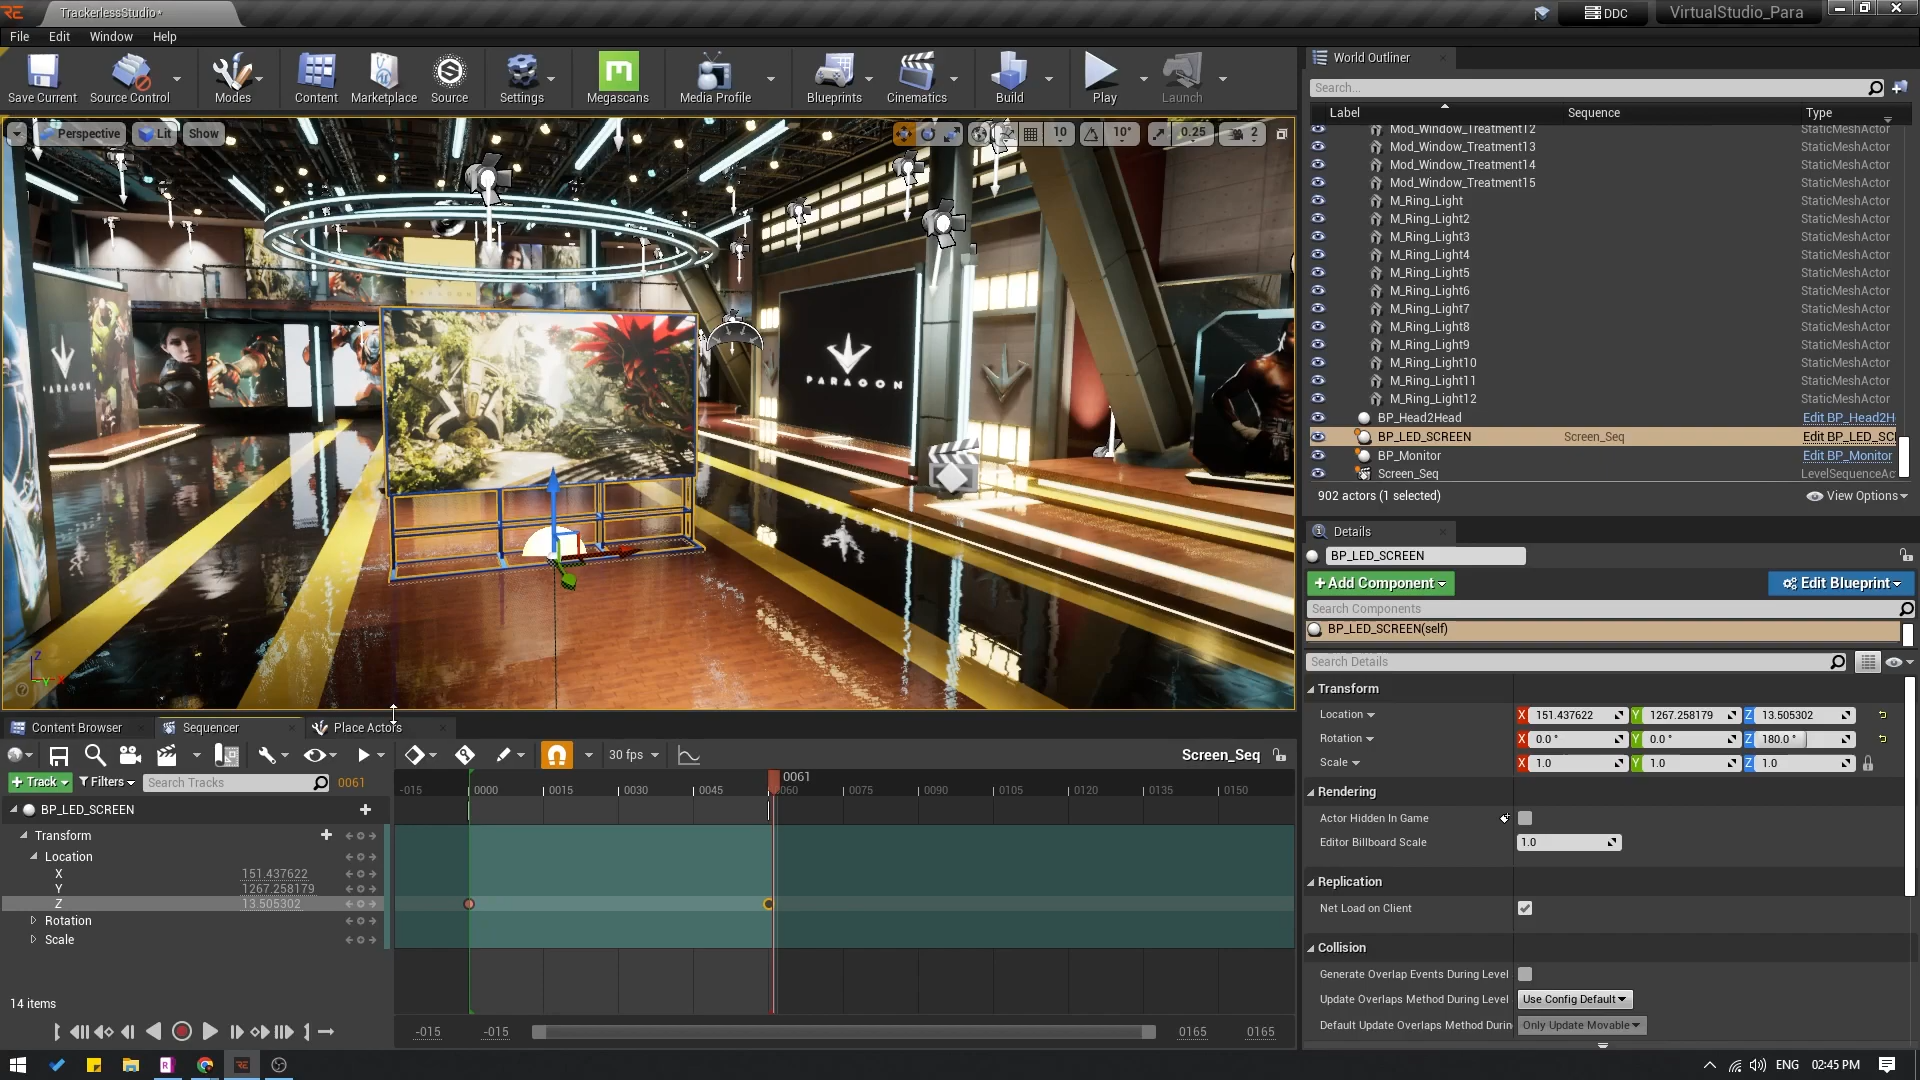 TrackerlessStudio*
DDC
VirtualStudio_Para
File Edit Window Help
Save Current Source Control Modes Content Marketplace Source Settings Megascans Media Profile Blueprints Cinematics Build Play Launch
Perspective Lit Show
10 10° 0.25 2
PARAGON
PARAGON
World Outliner
Search...
Label Sequence Type
Mod_Window_Treatment12 StaticMeshActor
Mod_Window_Treatment13 StaticMeshActor
Mod_Window_Treatment14 StaticMeshActor
Mod_Window_Treatment15 StaticMeshActor
M_Ring_Light StaticMeshActor
M_Ring_Light2 StaticMeshActor
M_Ring_Light3 StaticMeshActor
M_Ring_Light4 StaticMeshActor
M_Ring_Light5 StaticMeshActor
M_Ring_Light6 StaticMeshActor
M_Ring_Light7 StaticMeshActor
M_Ring_Light8 StaticMeshActor
M_Ring_Light9 StaticMeshActor
M_Ring_Light10 StaticMeshActor
M_Ring_Light11 StaticMeshActor
M_Ring_Light12 StaticMeshActor
BP_Head2Head Edit BP_Head2H
BP_LED_SCREEN Screen_Seq Edit BP_LED_SCI
BP_Monitor Edit BP_Monitor
Screen_Seq LevelSequenceAc
902 actors (1 selected) View Options
Details
BP_LED_SCREEN
+Add Component Edit Blueprint
Search Components
BP_LED_SCREEN(self)
Search Details
Transform
Location X 151.437622 Y 1267.258179 Z 13.505302
Rotation X 0.0 ° Y 0.0 ° Z 180.0 °
Scale X 1.0 Y 1.0 Z 1.0
Rendering
Actor Hidden In Game
Editor Billboard Scale 1.0
Replication
Net Load on Client
Collision
Generate Overlap Events During Level
Update Overlaps Method During Level Use Config Default
Default Update Overlaps Method Durin Only Update Movable
Content Browser Sequencer Place Actors
30 fps Screen_Seq
+ Track Filters Search Tracks 0061
0061
-015 0000 0015 0030 0045 0060 0075 0090 0105 0120 0135 0150
BP_LED_SCREEN
Transform
Location
X 151.437622
Y 1267.258179
Z 13.505302
Rotation
Scale
14 items
-015 -015 0165 0165
ENG 02:45 PM